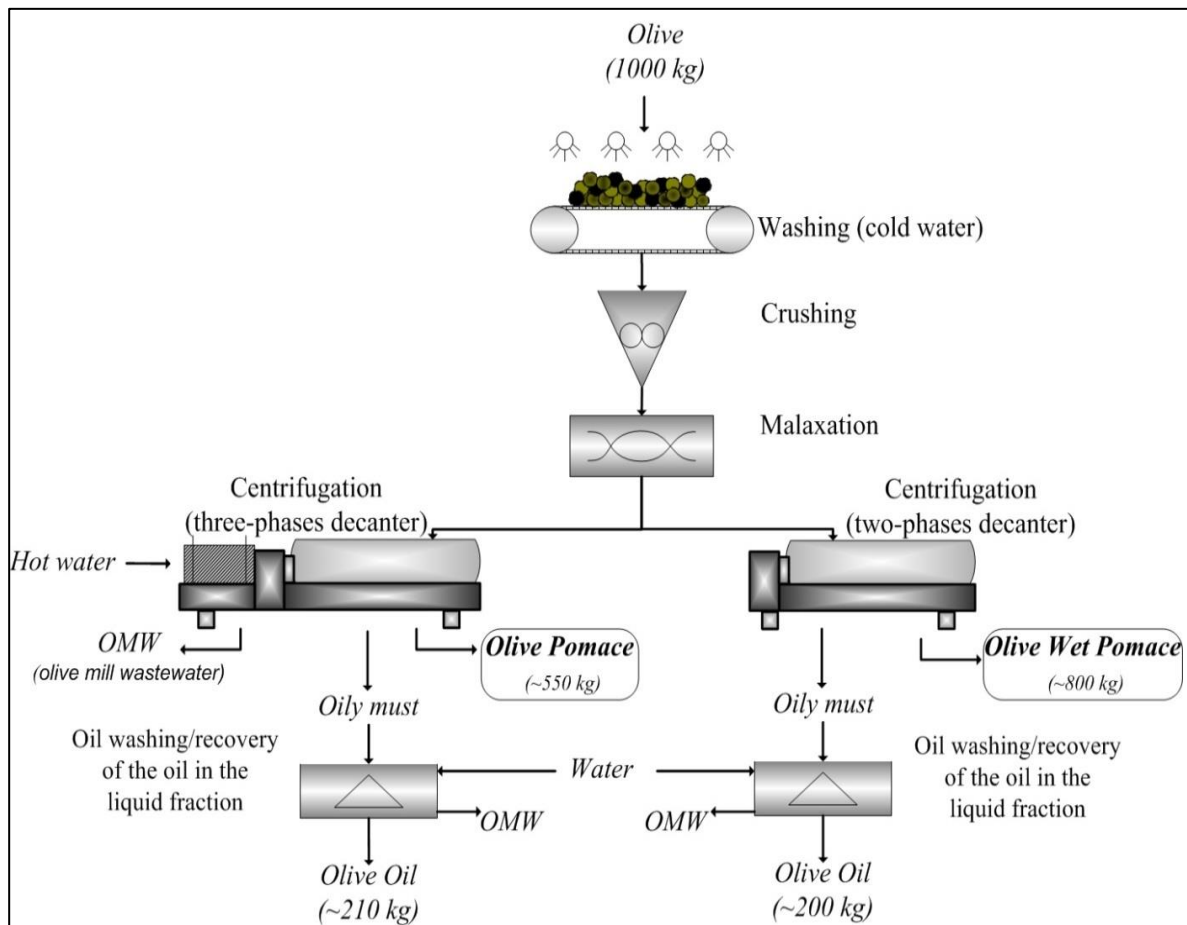 Olive
(1000 kg)
Washing (cold water)
Crushing
Malaxation
Centrifugation
(three-phases decanter)
Centrifugation
(two-phases decanter)
Hot water
OMW
(olive mill wastewater)
Olive Pomace
(~550 kg)
Olive Wet Pomace
(~800 kg)
Oily must
Oily must
Oil washing/recovery
of the oil in the
liquid fraction
Water
Oil washing/recovery
of the oil in the
liquid fraction
OMW
OMW
Olive Oil
(~210 kg)
Olive Oil
(~200 kg)